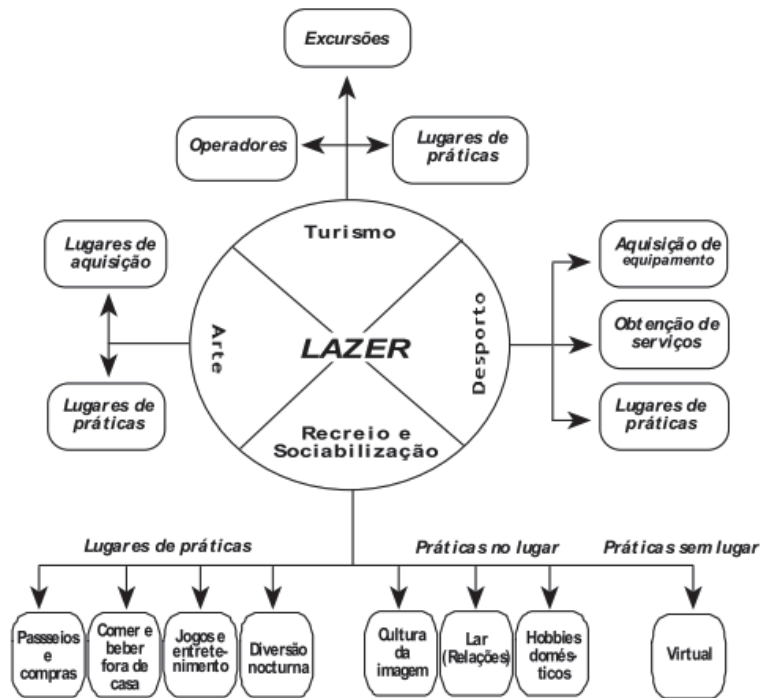 Excursões
Operadores
Lugares de
práticas
Turismo
Lugares de
aquisição
Aquisição de
equipamento
Arte
LAZER
Desporto
Obtenção de
serviços
Lugares de
práticas
Lugares de
práticas
Recreio e
Sociabilização
Lugares de práticas
Práticas no lugar
Práticas sem lugar
Passseios
e
compras
Comer e
beber
fora de
casa
Jogos e
entrete-
nimento
Diversão
nocturna
Cultura
da
imagem
Lar
(Relações)
Hobbies
domés-
ticos
Virtual